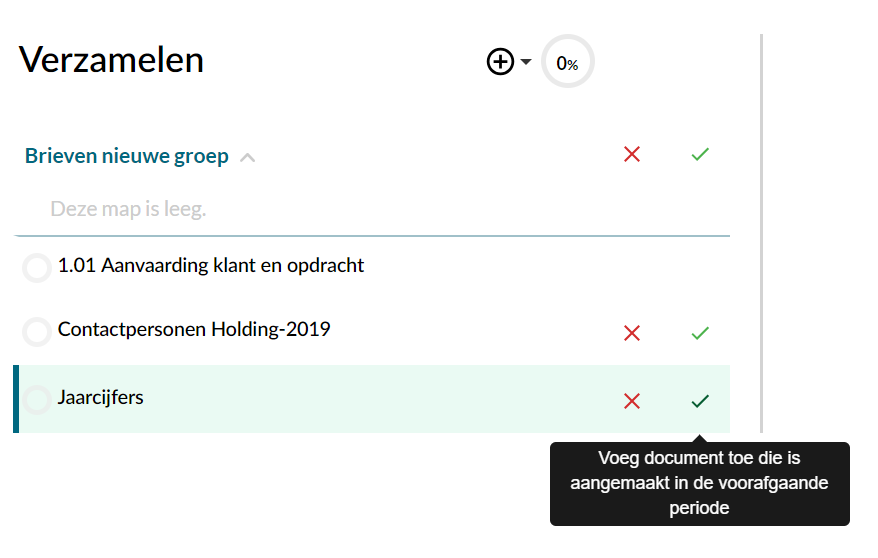 Verzamelen
0%
Brieven nieuwe groep
Deze map is leeg.
1.01 Aanvaarding klant en opdracht
Contactpersonen Holding-2019
Jaarcijfers
Voeg document toe die is
aangemaakt in de voorafgaande
periode